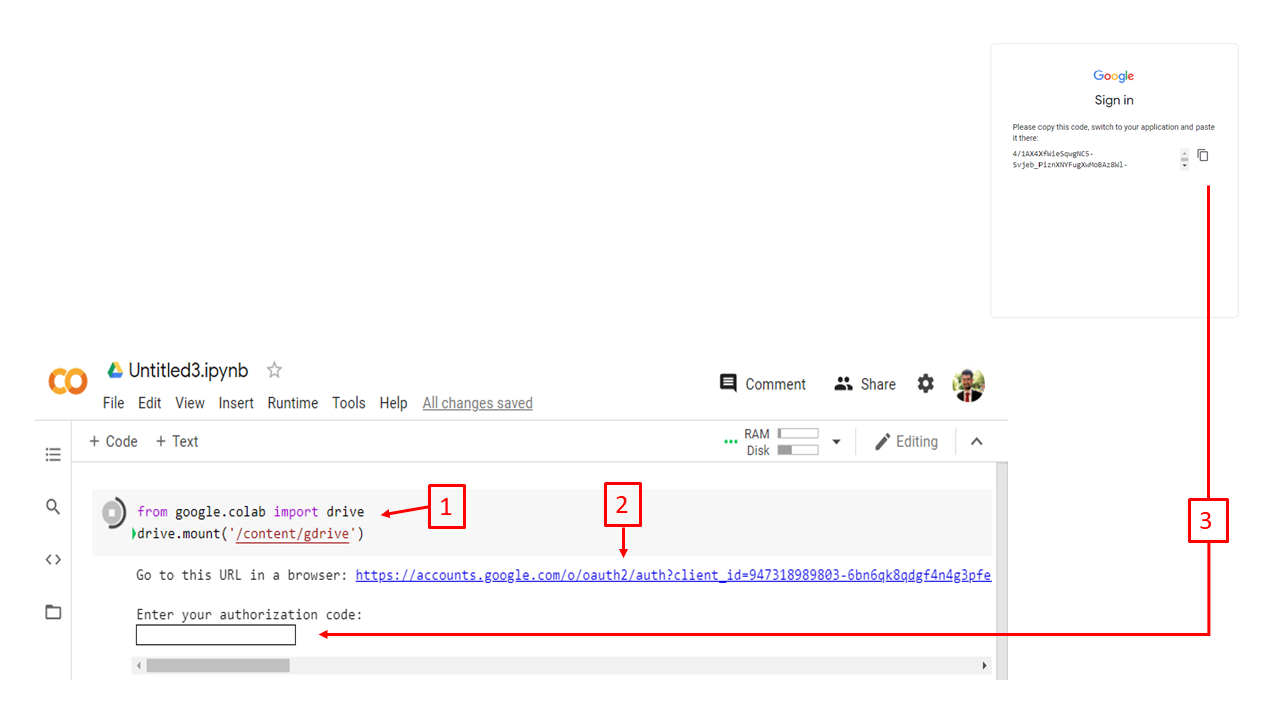 Google
Sign in
Please copy this code, switch to your application and paste
it there:
4/1AX4XfWieSqwgNC5-
Svjeb_PiznXNYFugXwMoBAz8Wl-
CO Untitled3.ipynb
Comment Share
File Edit View Insert Runtime Tools Help All changes saved
+ Code + Text
RAM
Disk
Editing
1
2
3
from google.colab import drive
drive.mount('/content/gdrive')
Go to this URL in a browser: https://accounts.google.com/o/oauth2/auth?client_id=947318989803-6bn6qk8qdgf4n4g3pfe
Enter your authorization code: